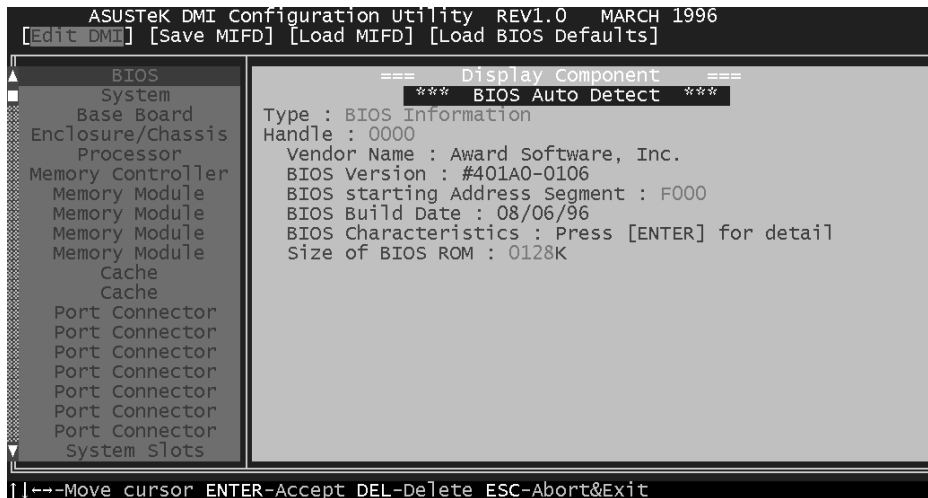 ASUSTeK DMI Configuration Utility REV1.0 MARCH 1996
[Edit DMI] [Save MIFD] [Load MIFD] [Load BIOS Defaults]
BIOS
System
Base Board
Enclosure/Chassis
Processor
Memory Controller
Memory Module
Memory Module
Memory Module
Memory Module
Cache
Cache
Port Connector
Port Connector
Port Connector
Port Connector
Port Connector
Port Connector
Port Connector
System Slots
=== Display Component ===
*** BIOS Auto Detect ***
Type : BIOS Information
Handle : 0000
Vendor Name : Award Software, Inc.
BIOS Version : #401A0-0106
BIOS starting Address Segment : F000
BIOS Build Date : 08/06/96
BIOS Characteristics : Press [ENTER] for detail
Size of BIOS ROM : 0128K
↑↓←→-Move cursor ENTER-Accept DEL-Delete ESC-Abort&Exit